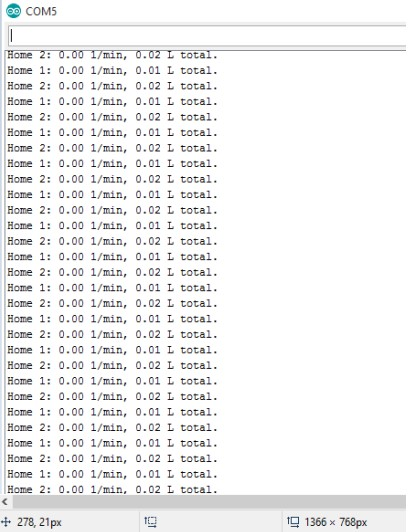 COM5
Home 2: 0.00 1/min, 0.02 L total.
Home 1: 0.00 1/min, 0.01 L total.
Home 2: 0.00 1/min, 0.02 L total.
Home 1: 0.00 1/min, 0.01 L total.
Home 2: 0.00 1/min, 0.02 L total.
Home 1: 0.00 1/min, 0.01 L total.
Home 2: 0.00 1/min, 0.02 L total.
Home 1: 0.00 1/min, 0.01 L total.
Home 2: 0.00 1/min, 0.02 L total.
Home 1: 0.00 1/min, 0.01 L total.
Home 2: 0.00 1/min, 0.02 L total.
Home 1: 0.00 1/min, 0.01 L total.
Home 2: 0.00 1/min, 0.02 L total.
Home 1: 0.00 1/min, 0.01 L total.
Home 2: 0.00 1/min, 0.02 L total.
Home 1: 0.00 1/min, 0.01 L total.
Home 2: 0.00 1/min, 0.02 L total.
Home 1: 0.00 1/min, 0.01 L total.
Home 2: 0.00 1/min, 0.02 L total.
Home 1: 0.00 1/min, 0.01 L total.
Home 2: 0.00 1/min, 0.02 L total.
Home 1: 0.00 1/min, 0.01 L total.
Home 2: 0.00 1/min, 0.02 L total.
Home 1: 0.00 1/min, 0.01 L total.
Home 2: 0.00 1/min, 0.02 L total.
Home 1: 0.00 1/min, 0.01 L total.
Home 2: 0.00 1/min, 0.02 L total.
Home 1: 0.00 1/min, 0.01 L total.
Home 2: 0.00 1/min, 0.02 L total.
278, 21px 1366 × 768px